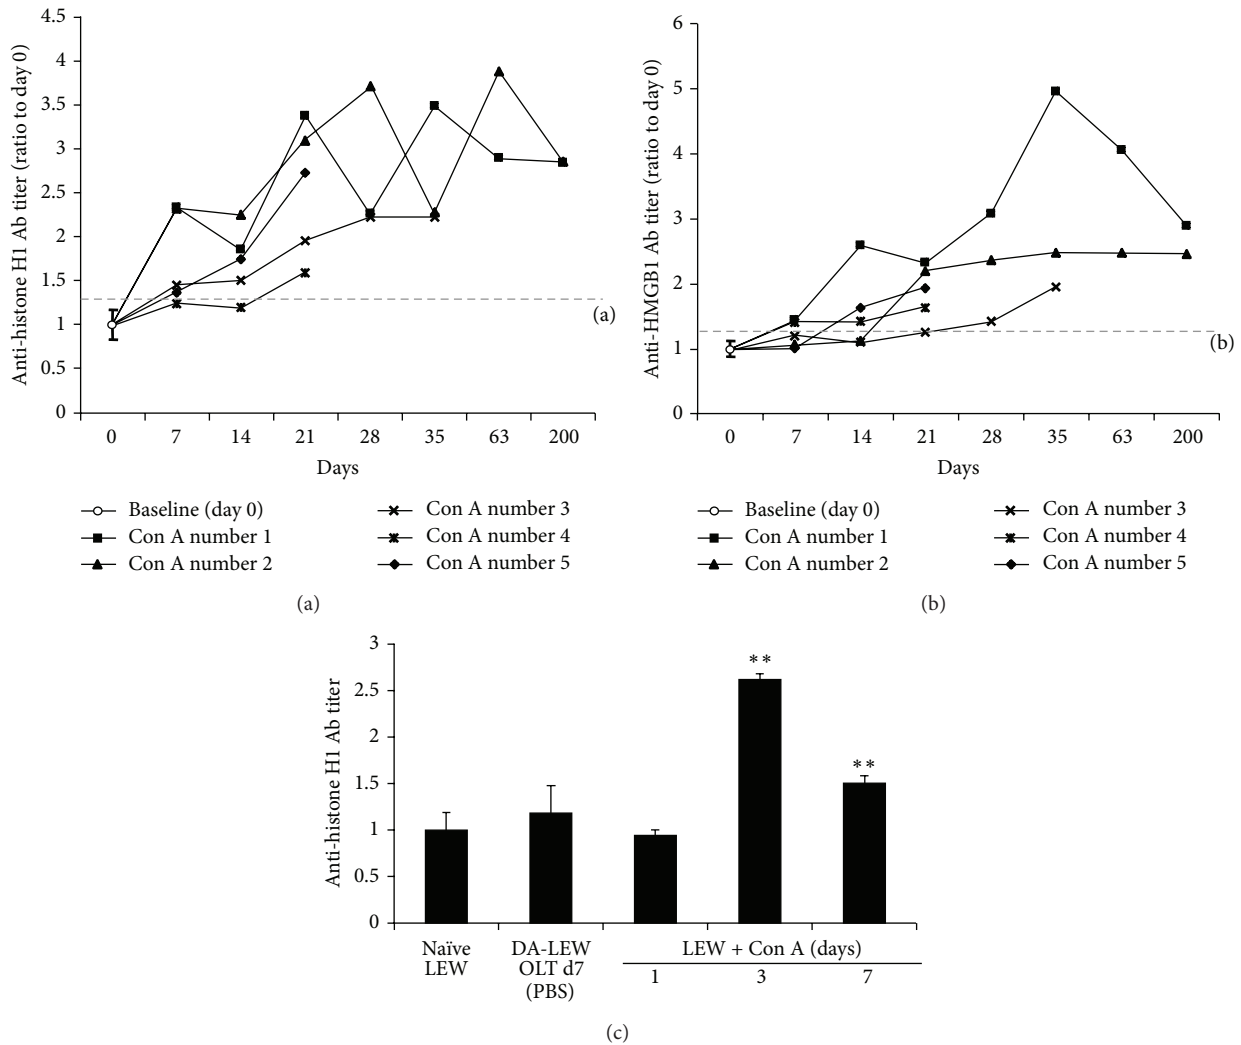 Anti-histone H1 Ab titer (ratio to day 0)
4.5
4
3.5
3
2.5
2
1.5
1
0.5
0
0 7 14 21 28 35 63 200
Days
(a)
Baseline (day 0)
Con A number 1
Con A number 2
Con A number 3
Con A number 4
Con A number 5
(a)
Anti-HMGB1 Ab titer (ratio to day 0)
6
5
4
3
2
1
0
0 7 14 21 28 35 63 200
Days
(b)
Baseline (day 0)
Con A number 1
Con A number 2
Con A number 3
Con A number 4
Con A number 5
(b)
Anti-histone H1 Ab titer
3
2.5
2
1.5
1
0.5
0
**
**
Naïve
LEW
DA-LEW
OLT d7
(PBS)
LEW + Con A (days)
1 3 7
(c)